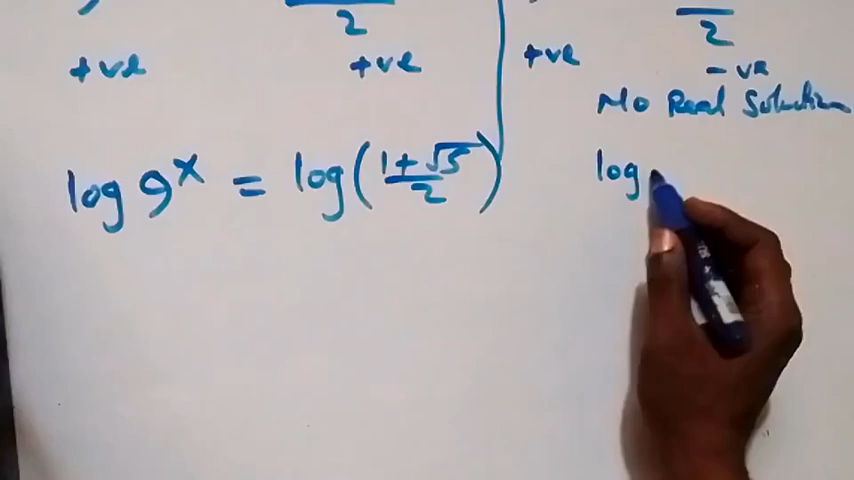 2 2
+ve +ve +ve -ve
No Real Solution
log 9^x = log(1+√5/2) log